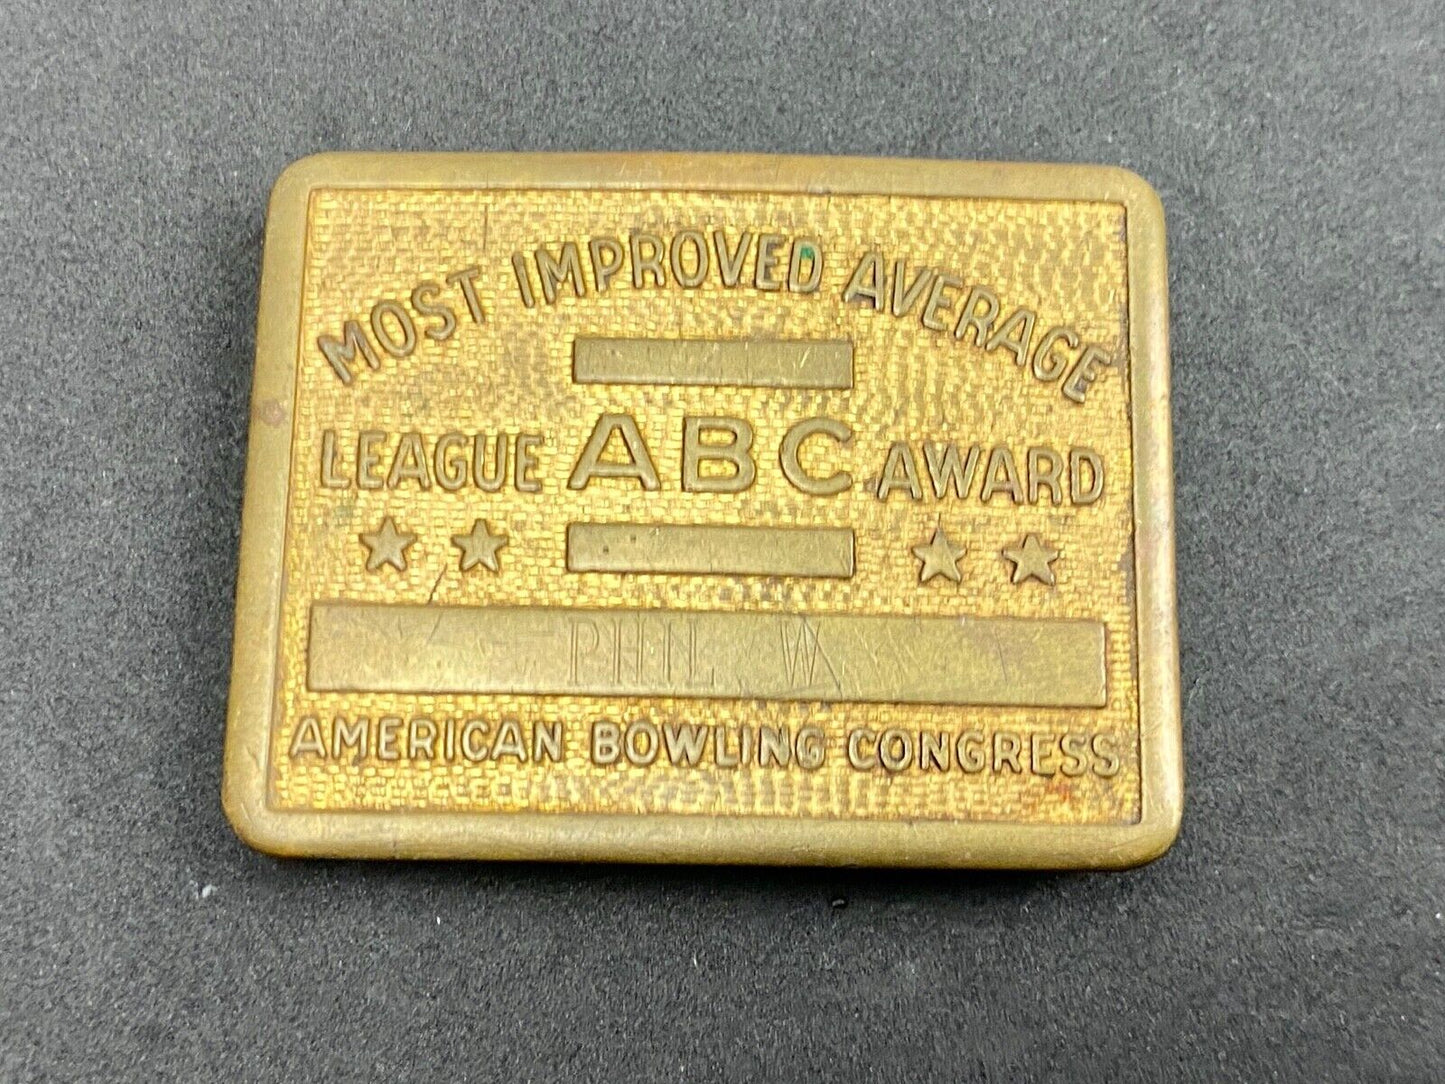 MOST IMPROVED AVERAGE
LEAGUE ABC AWARD
PHIL W
AMERICAN BOWLING CONGRESS